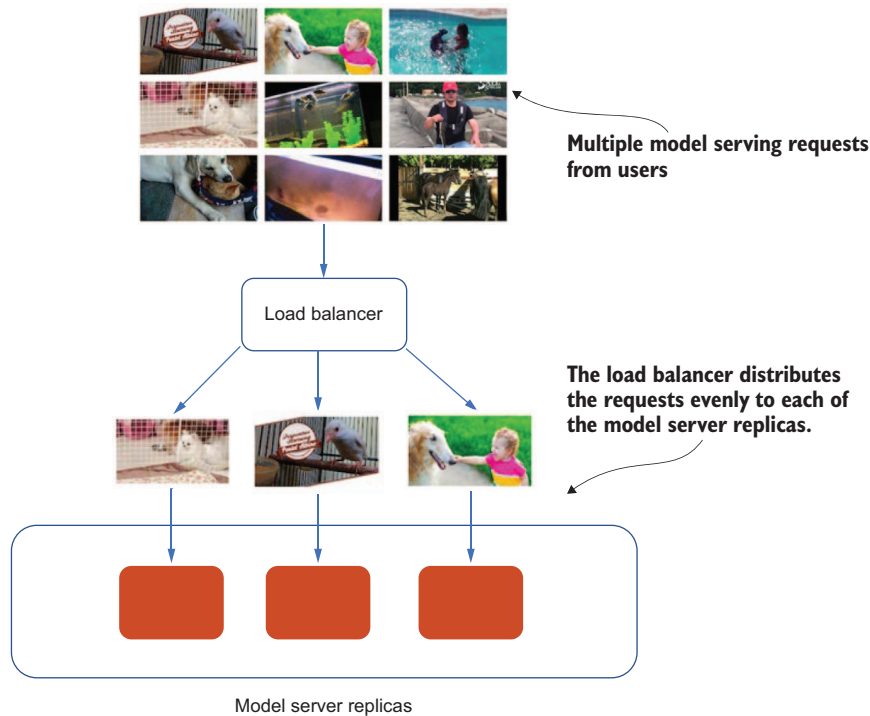 Multiple model serving requests
from users
Load balancer
The load balancer distributes
the requests evenly to each of
the model server replicas.
Model server replicas